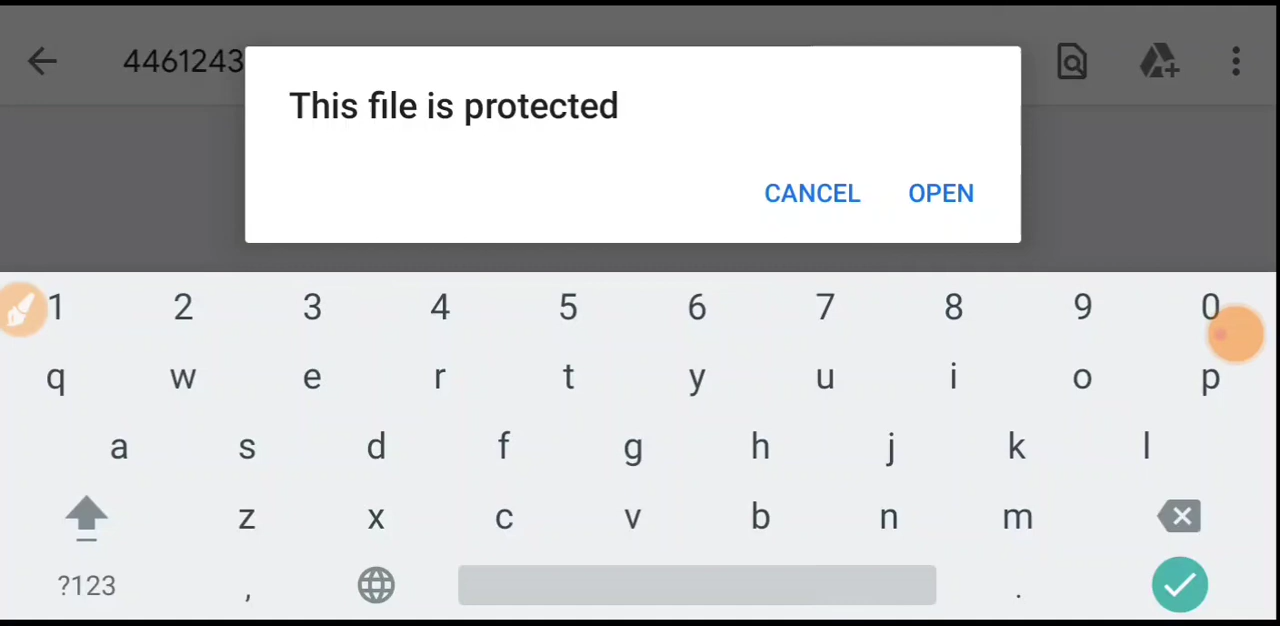 4461243
This file is protected
CANCEL OPEN
1 2 3 4 5 6 7 8 9 0
q w e r t y u i o p
a s d f g h j k l
z x c v b n m
?123 , .